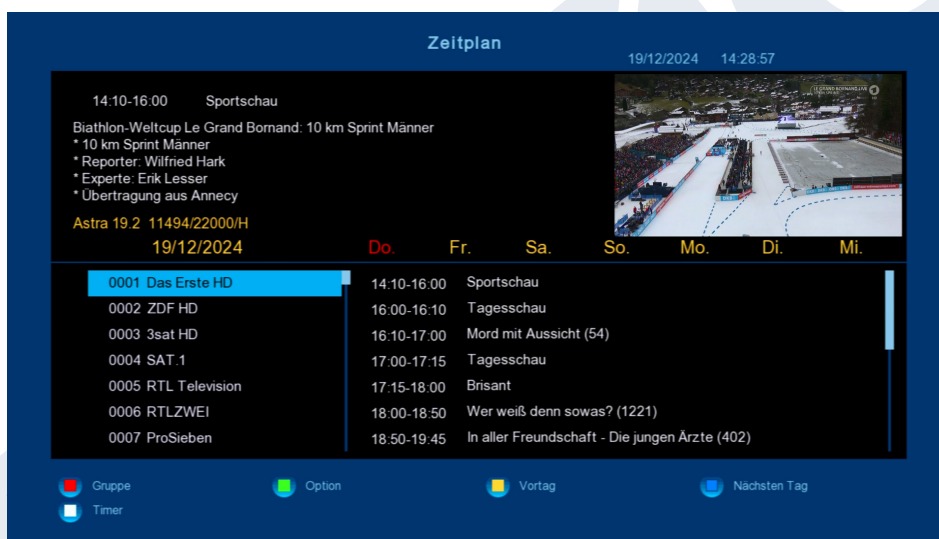 Zeitplan
19/12/2024 14:28:57
14:10-16:00 Sportschau
Biathlon-Weltcup Le Grand Bornand: 10 km Sprint Männer
* 10 km Sprint Männer
* Reporter: Wilfried Hark
* Experte: Erik Lesser
* Übertragung aus Annecy
Astra 19.2 11494/22000/H
LE GRAND BORNAND LIVE
19/12/2024 Do. Fr. Sa. So. Mo. Di. Mi.
0001 Das Erste HD 14:10-16:00 Sportschau
0002 ZDF HD 16:00-16:10 Tagesschau
0003 3sat HD 16:10-17:00 Mord mit Aussicht (54)
0004 SAT.1 17:00-17:15 Tagesschau
0005 RTL Television 17:15-18:00 Brisant
0006 RTLZWEI 18:00-18:50 Wer weiß denn sowas? (1221)
0007 ProSieben 18:50-19:45 In aller Freundschaft - Die jungen Ärzte (402)
Gruppe Option Vortag Nächsten Tag
Timer